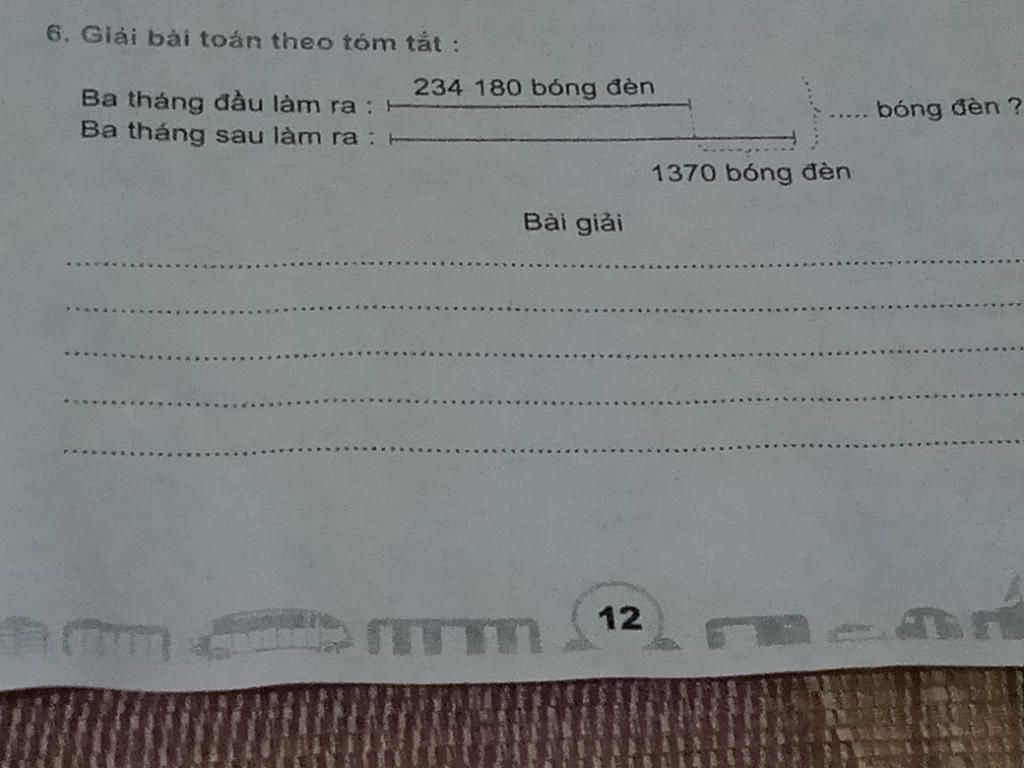 6. Giải bài toán theo tóm tắt :
234 180 bóng đèn
Ba tháng đầu làm ra :
..... bóng đèn ?
Ba tháng sau làm ra :
1370 bóng đèn
Bài giải
12